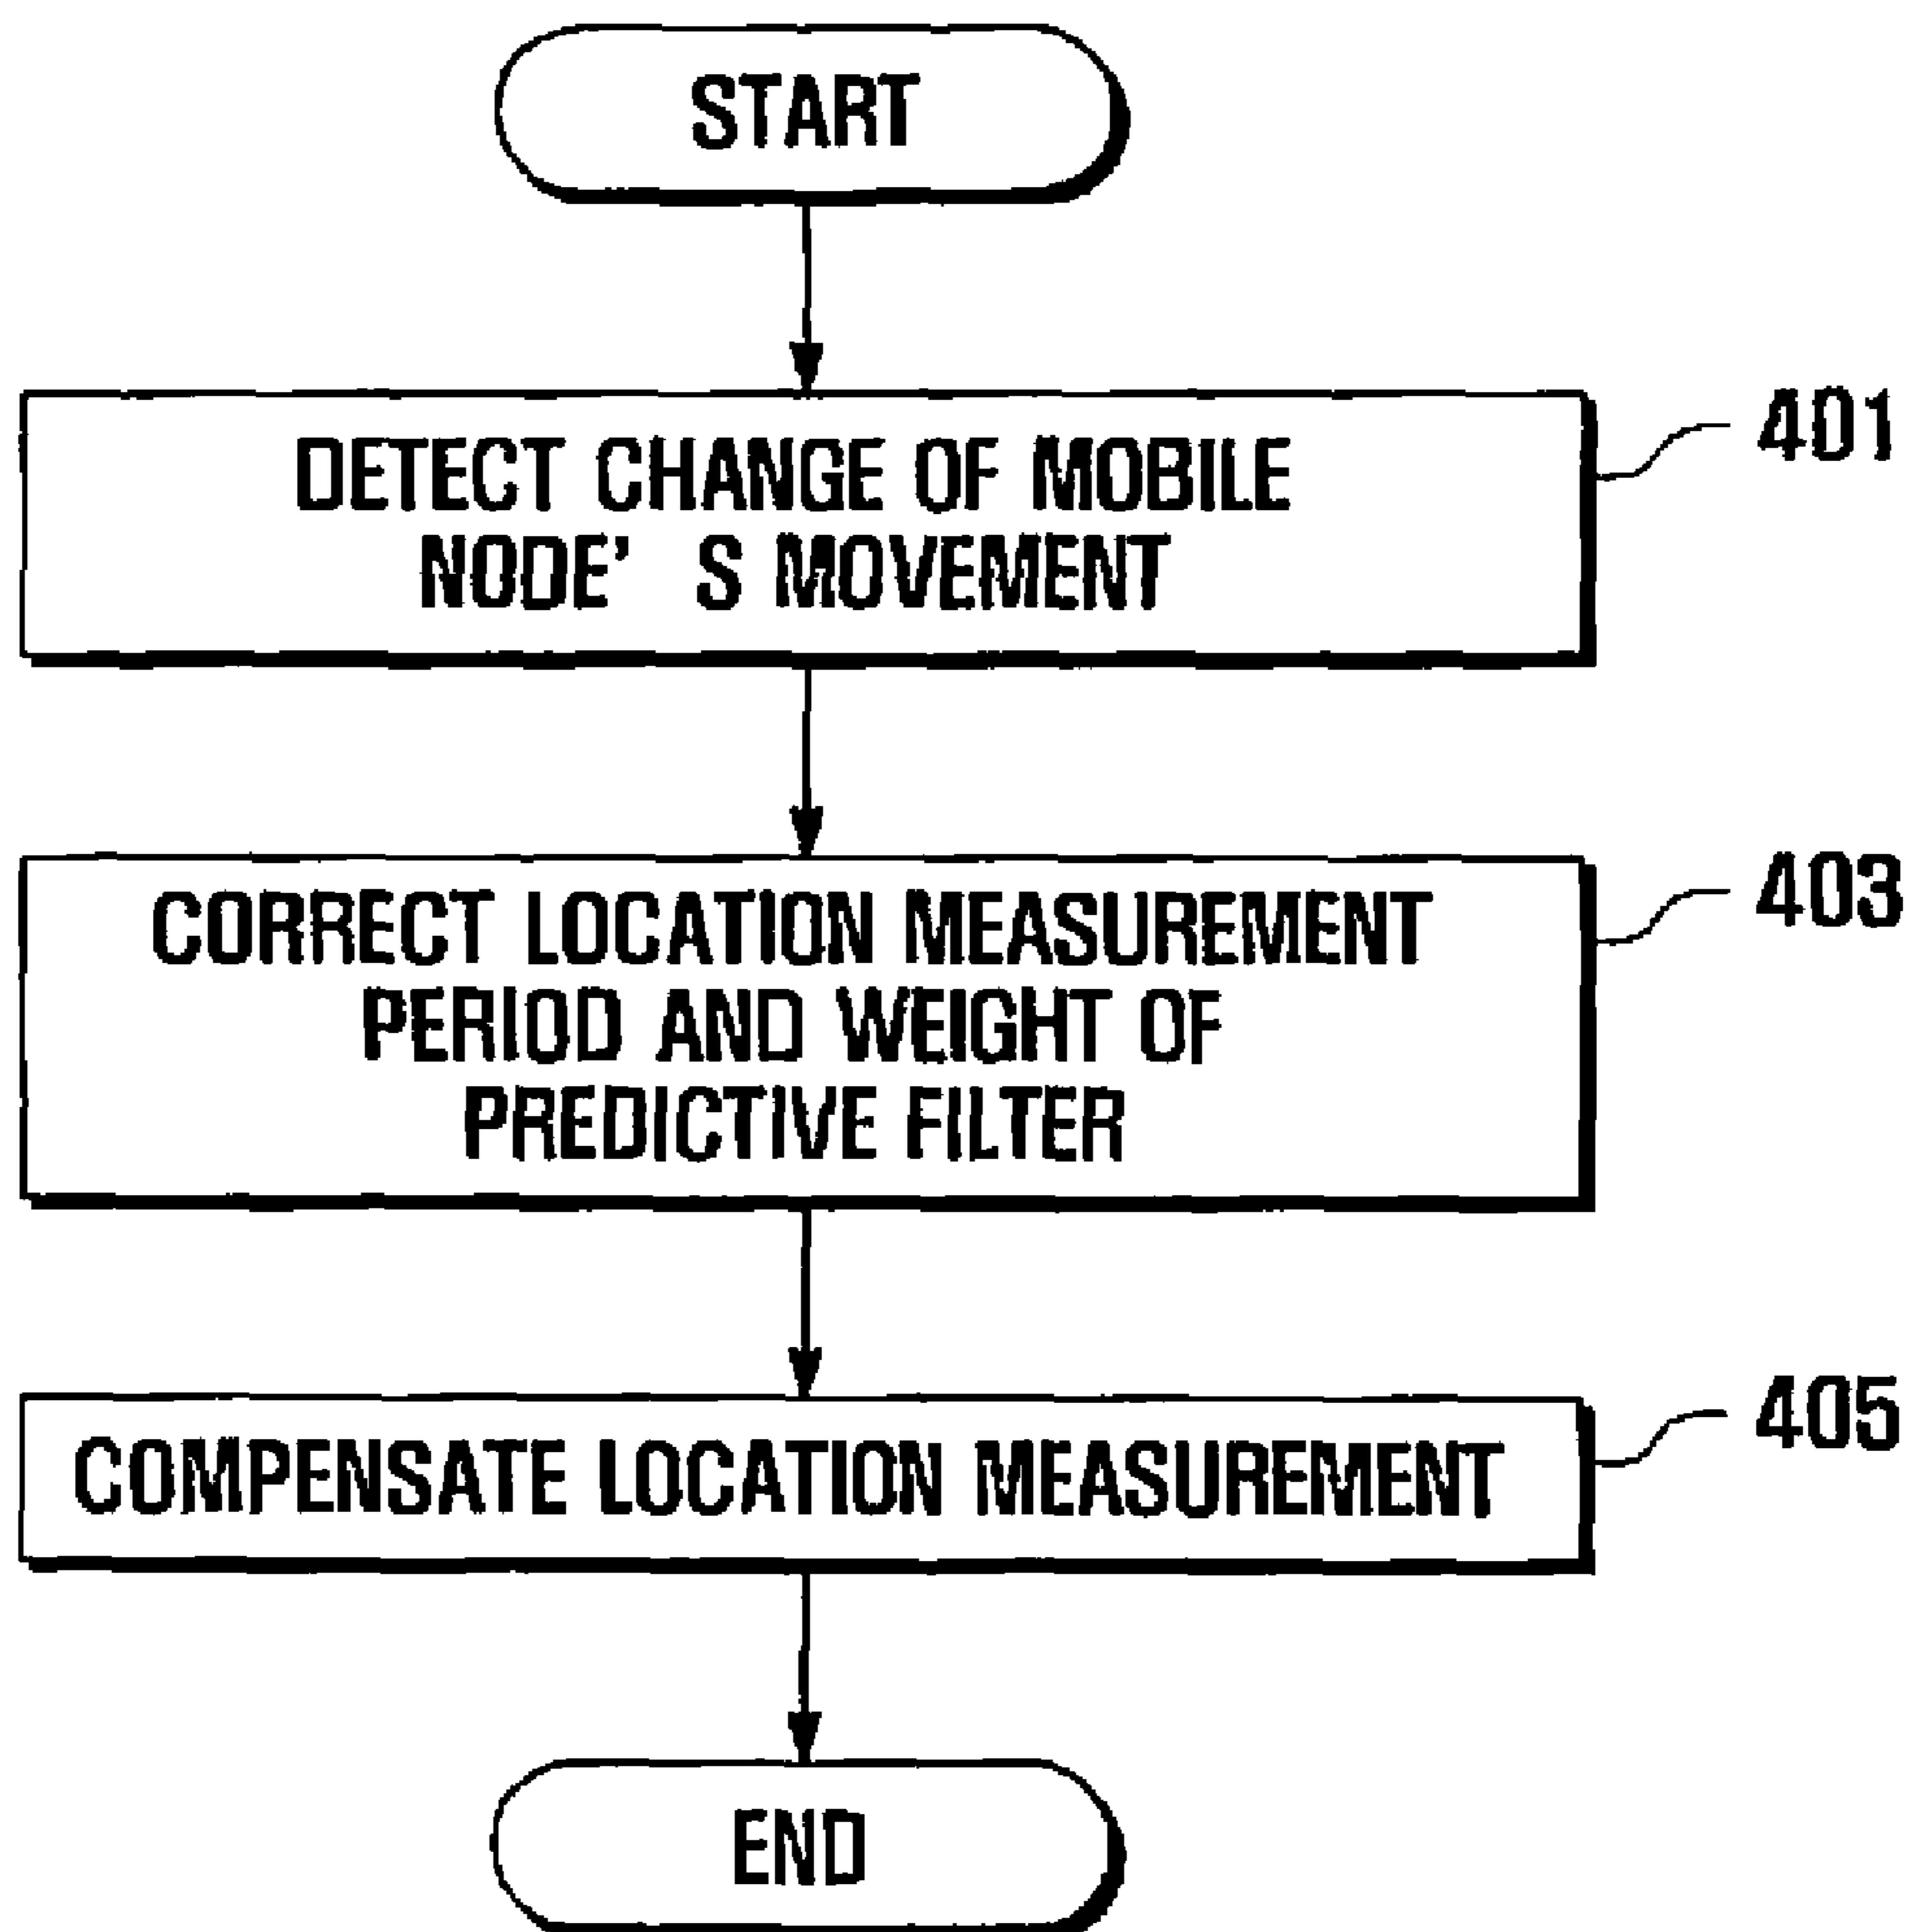 START
401
DETECT CHANGE OF MOBILE
NODE' S MOVEMENT
403
CORRECT LOCATION MEASUREMENT
PERIOD AND WEIGHT OF
PREDICTIVE FILTER
405
COMPENSATE LOCATION MEASUREMENT
END